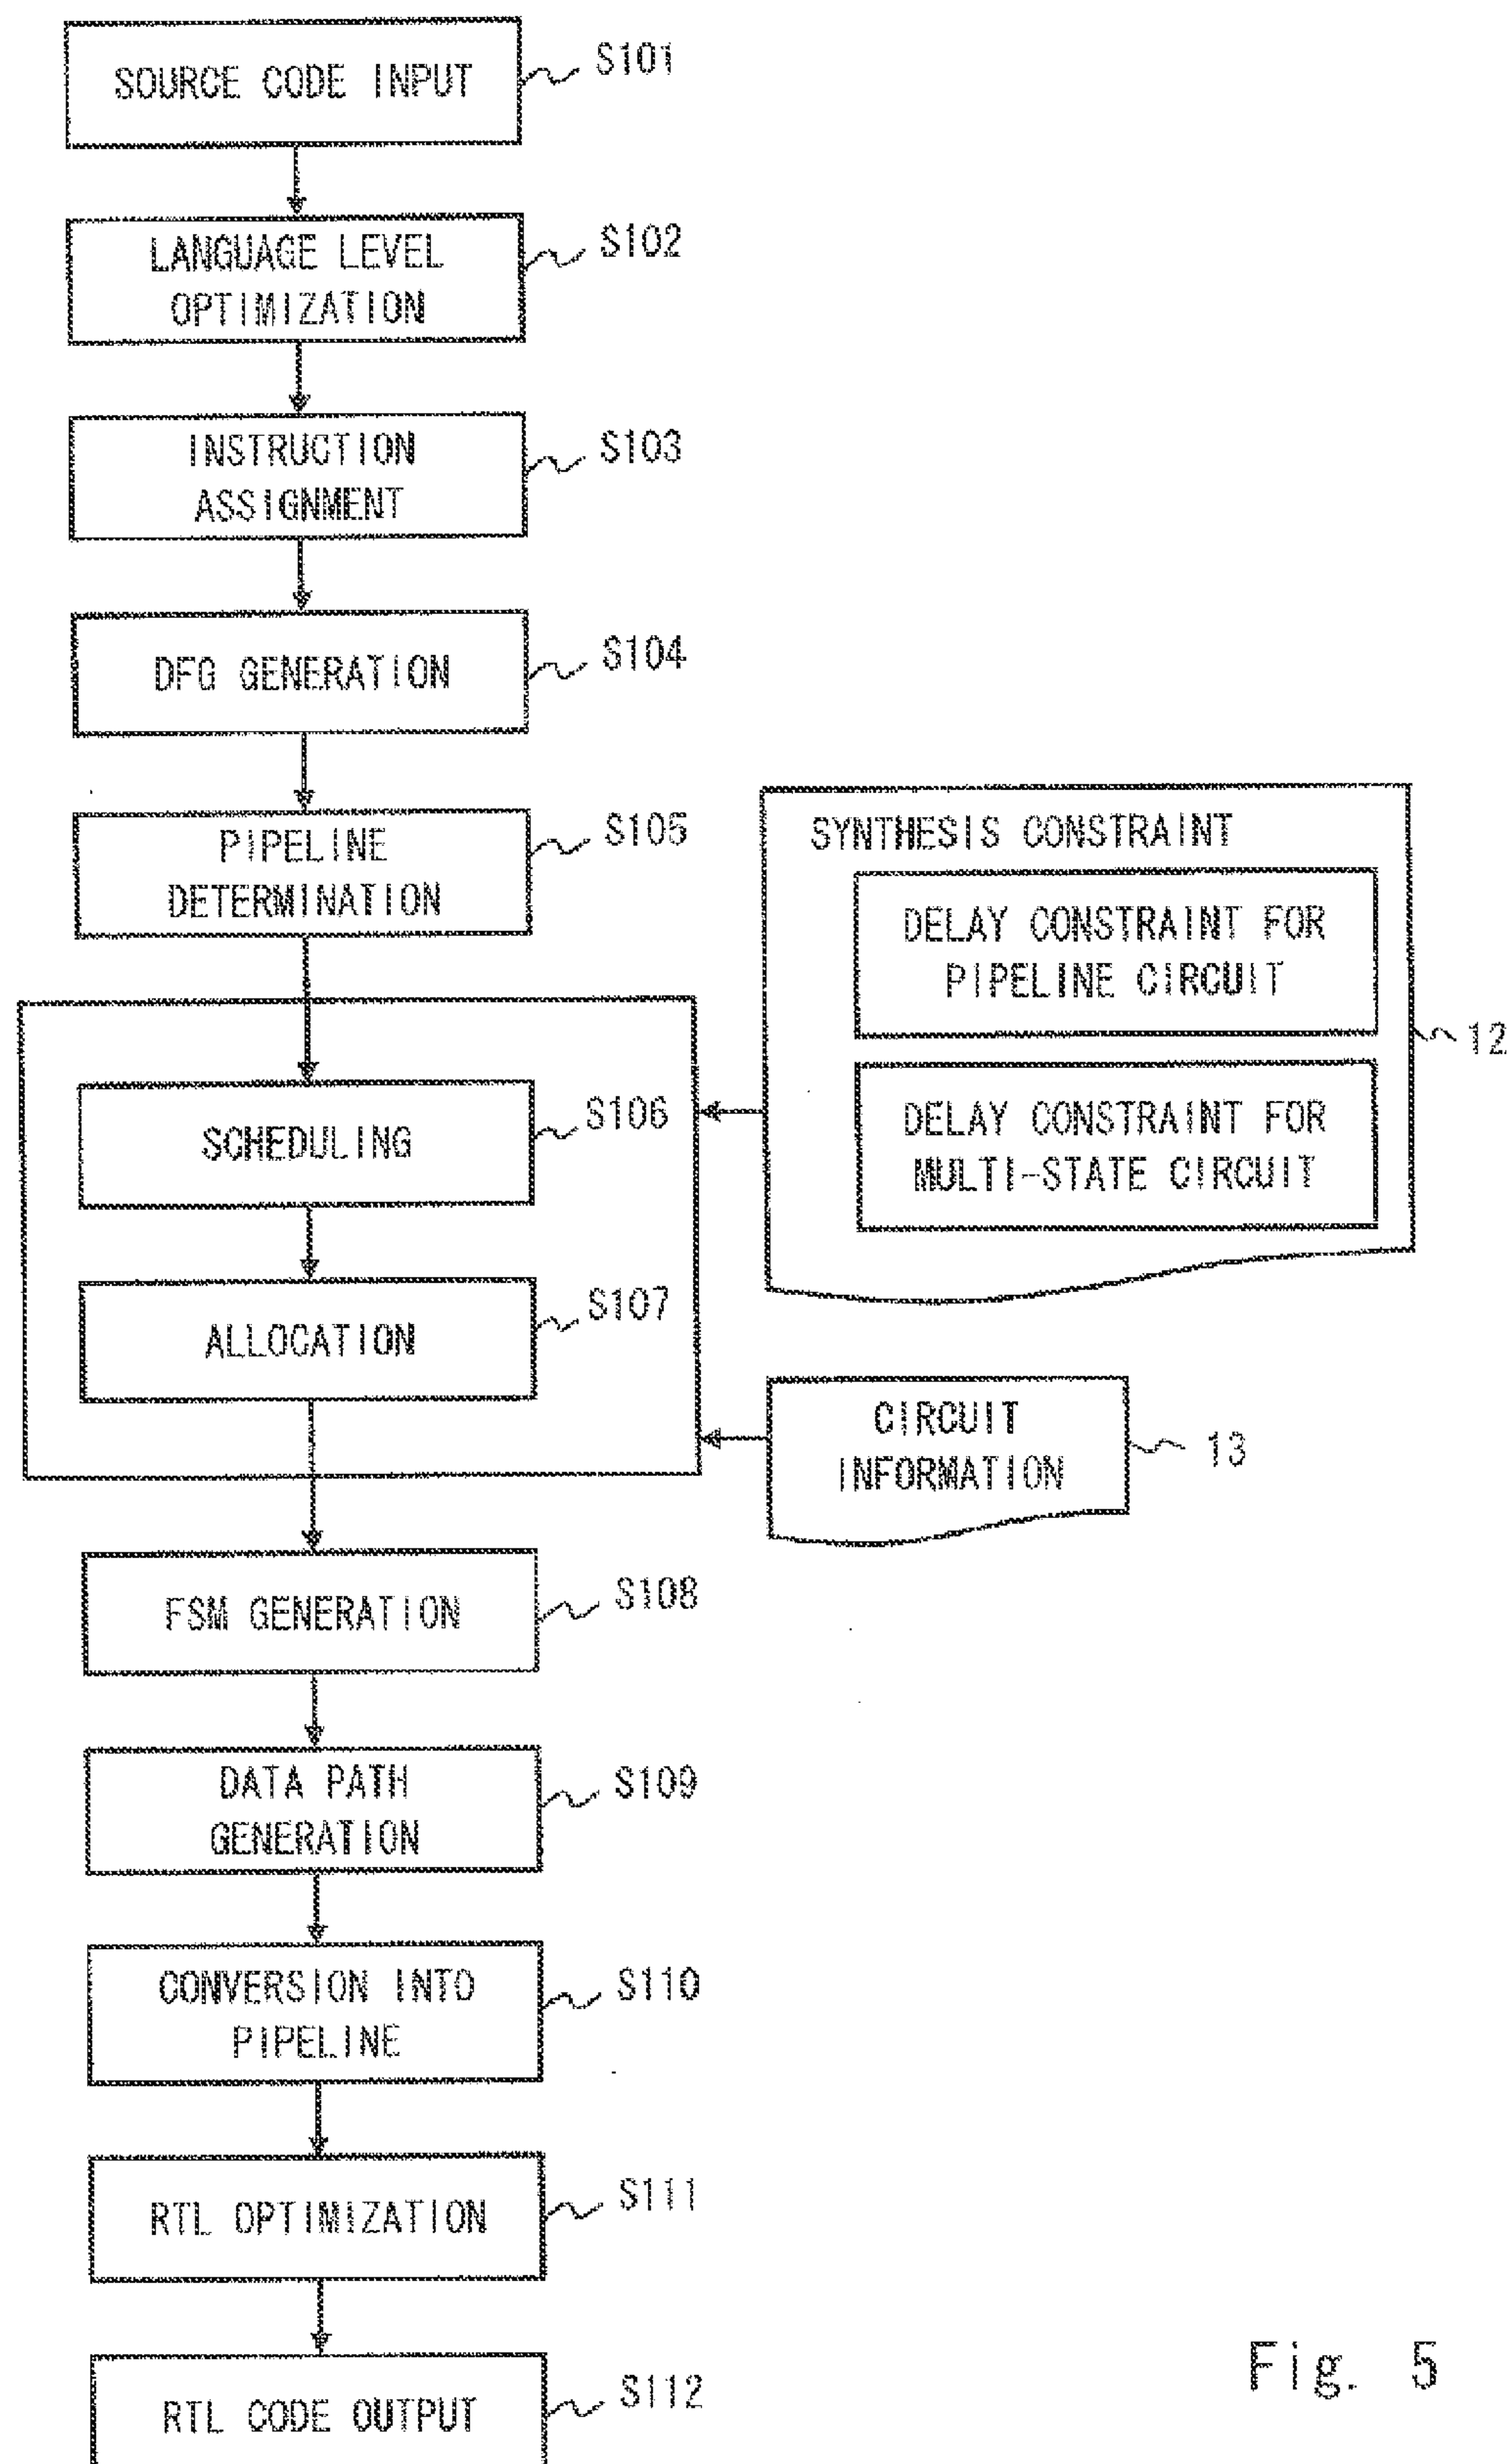 SOURCE CODE INPUT
S101
LANGUAGE LEVEL
OPTIMIZATION
S102
INSTRUCTION
ASSIGNMENT
S103
DFG GENERATION
S104
PIPELINE
DETERMINATION
S105
SYNTHESIS CONSTRAINT
DELAY CONSTRAINT FOR
PIPELINE CIRCUIT
12
DELAY CONSTRAINT FOR
MULTI-STATE CIRCUIT
SCHEDULING
S106
ALLOCATION
S107
CIRCUIT
INFORMATION
13
FSM GENERATION
S108
DATA PATH
GENERATION
S109
CONVERSION INTO
PIPELINE
S110
RTL OPTIMIZATION
S111
RTL CODE OUTPUT
S112
Fig. 5